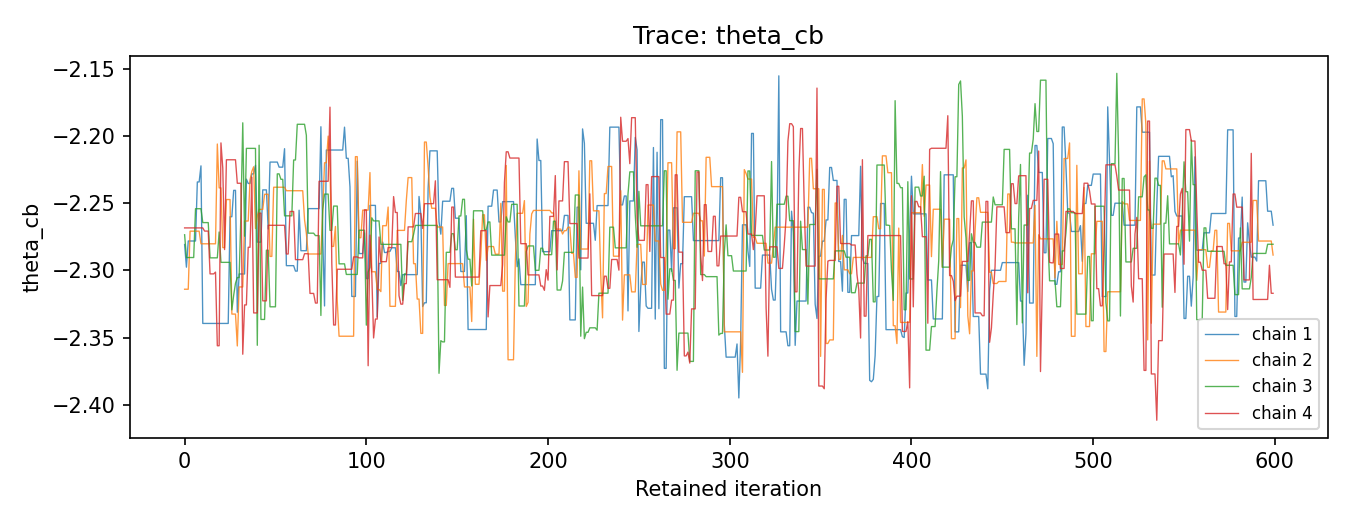 Trace: theta_cb
theta_cb
−2.15
−2.20
−2.25
−2.30
−2.35
−2.40
0
100
200
300
400
500
600
Retained iteration
chain 1
chain 2
chain 3
chain 4